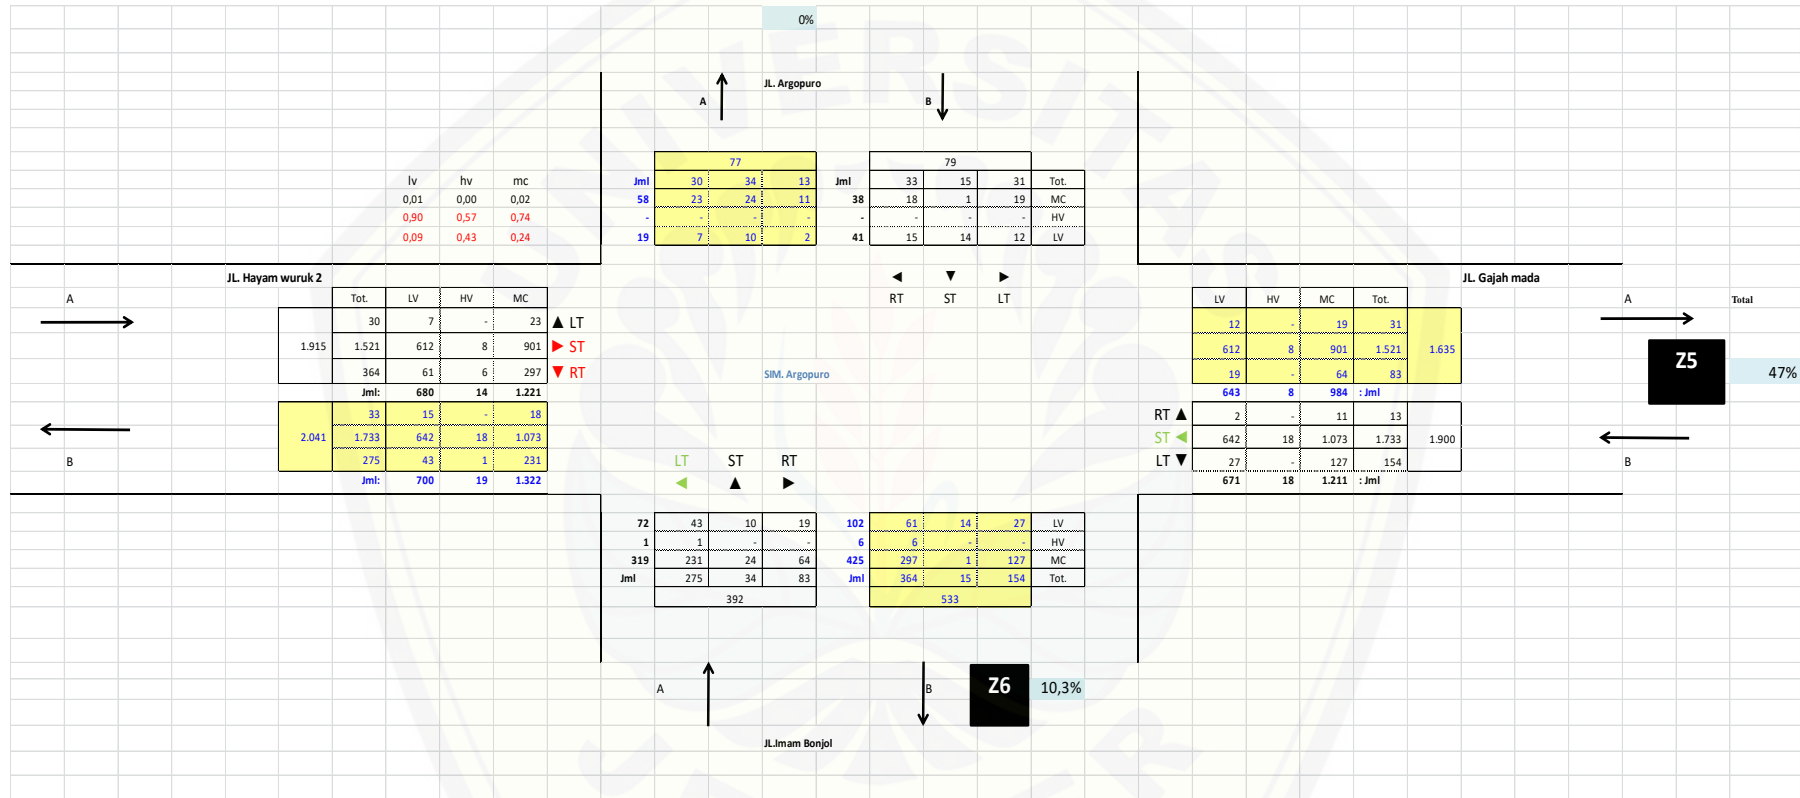 0%
JL. Argopuro
A B
77 79
lv hv mc Jml 30 34 13 Jml 33 15 31 Tot.
0,01 0,00 0,02 58 23 24 11 38 18 1 19 MC
0,90 0,57 0,74 - - - - - - - - HV
0,09 0,43 0,24 19 7 10 2 41 15 14 12 LV
JL. Hayam wuruk 2 ◄ ▼ ► JL. Gajah mada
A Tot. LV HV MC RT ST LT LV HV MC Tot. A Total
30 7 - 23 ▲ LT 12 - 19 31
1.915 1.521 612 8 901 ► ST 612 8 901 1.521 1.635 Z5
364 61 6 297 ▼ RT SIM. Argopuro 19 - 64 83 47%
Jml: 680 14 1.221 643 8 984 : Jml
33 15 - 18 RT ▲ 2 - 11 13
2.041 1.733 642 18 1.073 ST ◄ 642 18 1.073 1.733 1.900
B 275 43 1 231 LT ST RT LT ▼ 27 - 127 154 B
Jml: 700 19 1.322 ◄ ▲ ► 671 18 1.211 : Jml
72 43 10 19 102 61 14 27 LV
1 1 - - 6 6 - - HV
319 231 24 64 425 297 1 127 MC
Jml 275 34 83 Jml 364 15 154 Tot.
392 533
A B Z6 10,3%
JL.Imam Bonjol
UNIVERSITAS